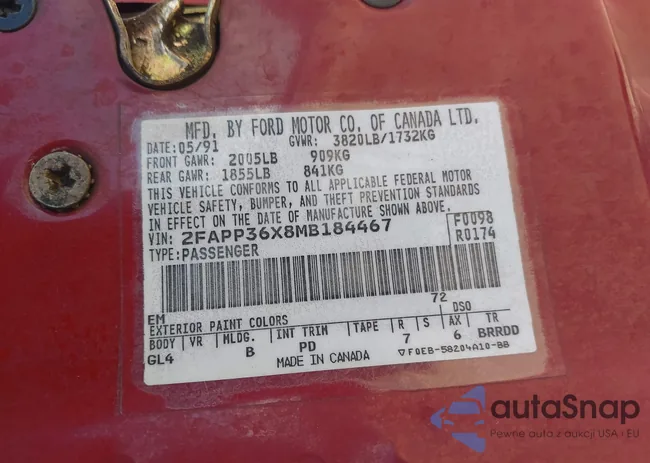 MFD. BY FORD MOTOR CO. OF CANADA LTD.
DATE: 05/91 GVWR: 3820LB/1732KG
FRONT GAWR: 2005LB 909KG
REAR GAWR: 1855LB 841KG
THIS VEHICLE CONFORMS TO ALL APPLICABLE FEDERAL MOTOR
VEHICLE SAFETY, BUMPER, AND THEFT PREVENTION STANDARDS
IN EFFECT ON THE DATE OF MANUFACTURE SHOWN ABOVE.
VIN: 2FAPP36X8MB184467 F0098
TYPE: PASSENGER R0174
EM 72
EXTERIOR PAINT COLORS DSO
BODY VR MLDG. INT TRIM TAPE R S AX TR
GL4 B PD 7 6 BRRDD
MADE IN CANADA ▽F0EB-58204A10-BB
autoSnap
Pewne auta z aukcji USA i EU